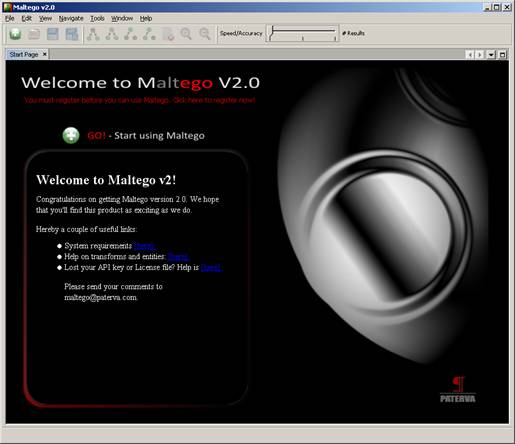 Maltego v2.0
File Edit View Navigate Tools Window Help
Speed/Accuracy # Results
Start Page
Welcome to Maltego V2.0
You must register before you can use Maltego. Click here to register now!
GO! - Start using Maltego
Welcome to Maltego v2!
Congratulations on getting Maltego version 2.0. We hope
that you'll find this product as exciting as we do.
Hereby a couple of useful links:
System requirements [here].
Help on transforms and entities: [here].
Lost your API key or License file? Help is [here].
Please send your comments to
maltego@paterva.com.
PATERVA